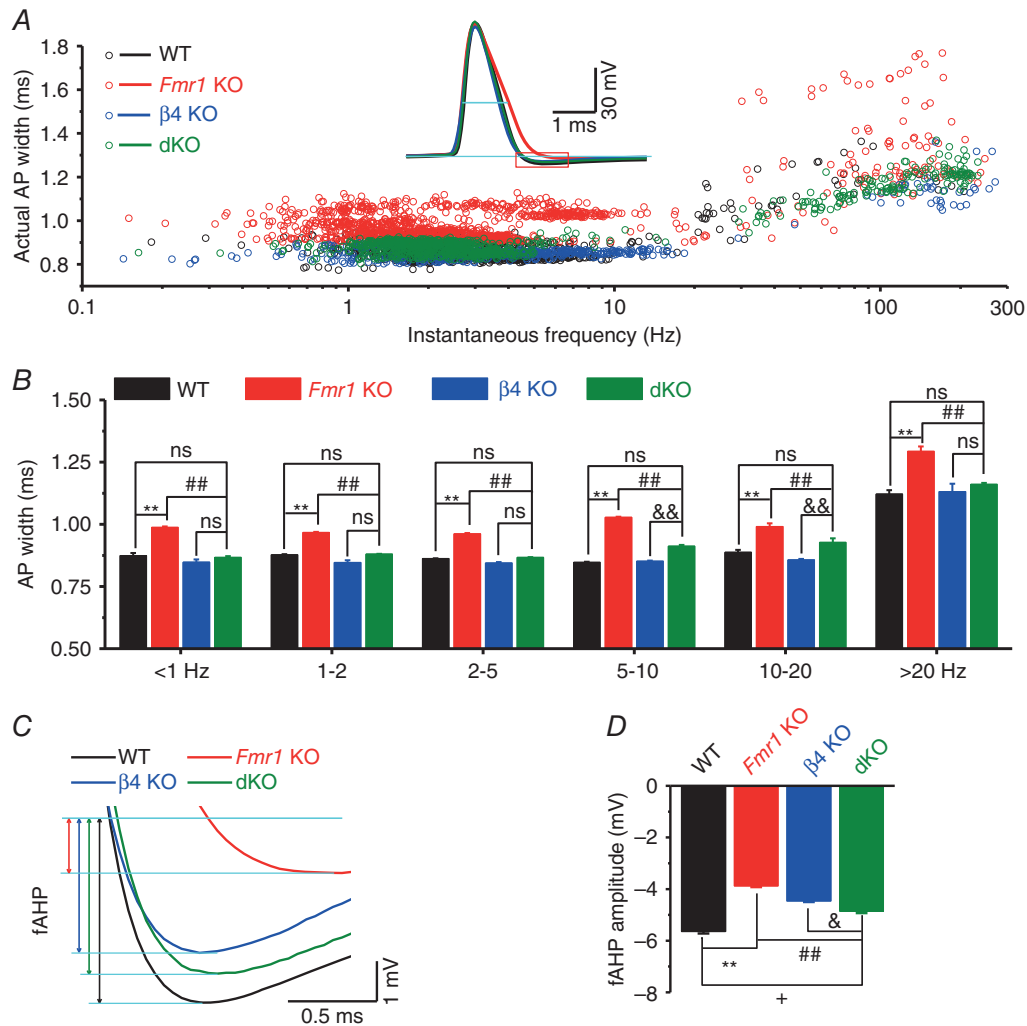 A
WT
Fmr1 KO
β4 KO
dKO
30 mV
1 ms
Actual AP width (ms)
1.8
1.6
1.4
1.2
1.0
0.8
0.1 1 10 100 300
Instantaneous frequency (Hz)
B
WT Fmr1 KO β4 KO dKO
AP width (ms)
1.50
1.25
1.00
0.75
0.50
ns ## ** ns
ns ## ** ns
ns ## ** ns
ns ## ** &&
ns ## ** &&
ns ## ** ns
<1 Hz 1-2 2-5 5-10 10-20 >20 Hz
C
WT Fmr1 KO
β4 KO dKO
fAHP
1 mV
0.5 ms
D
WT Fmr1 KO β4 KO dKO
fAHP amplitude (mV)
0
–2
–4
–6
–8
&
** ##
+